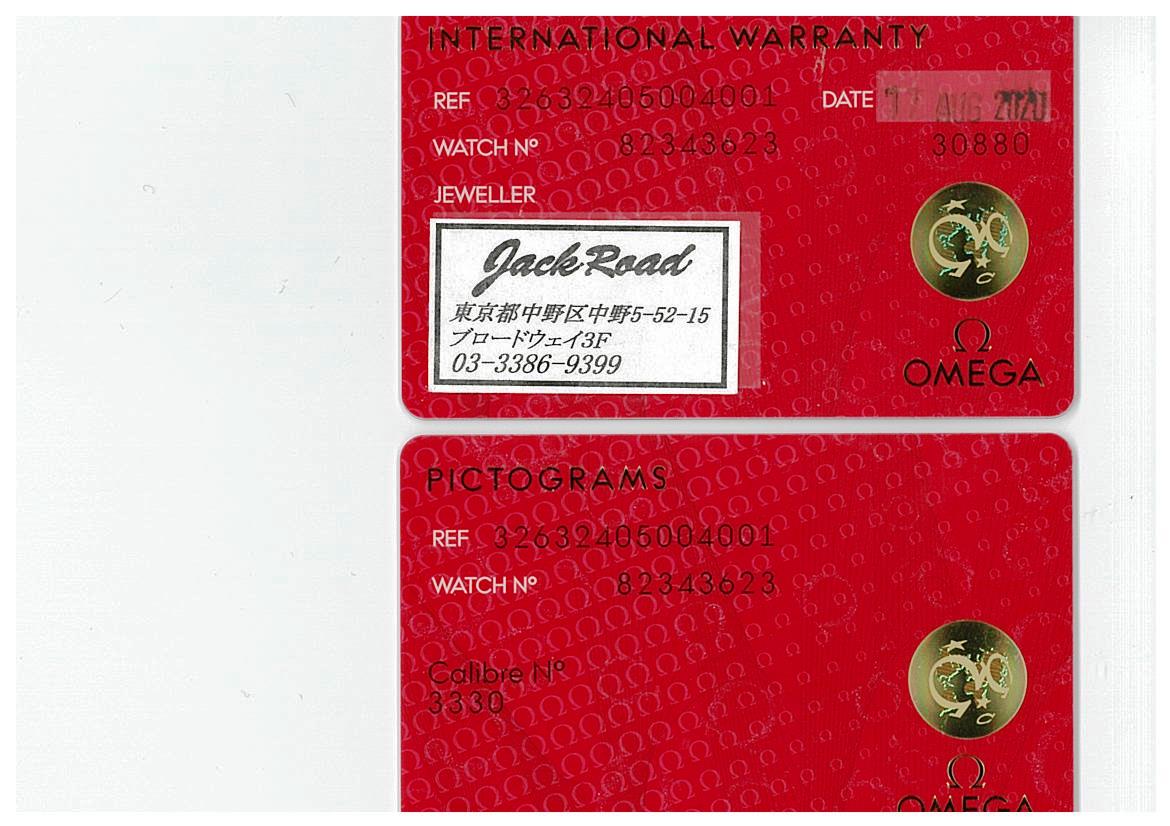 INTERNATIONAL WARRANTY
REF 32632405004001 DATE AUG 2020
WATCH Nº 82343623 30880
JEWELLER
Jack Road
東京都中野区中野5-52-15
ブロードウェイ3F
03-3386-9399
Ω
OMEGA
PICTOGRAMS
REF 32632405004001
WATCH Nº 82343623
Calibre Nº
3330
Ω
OMEGA